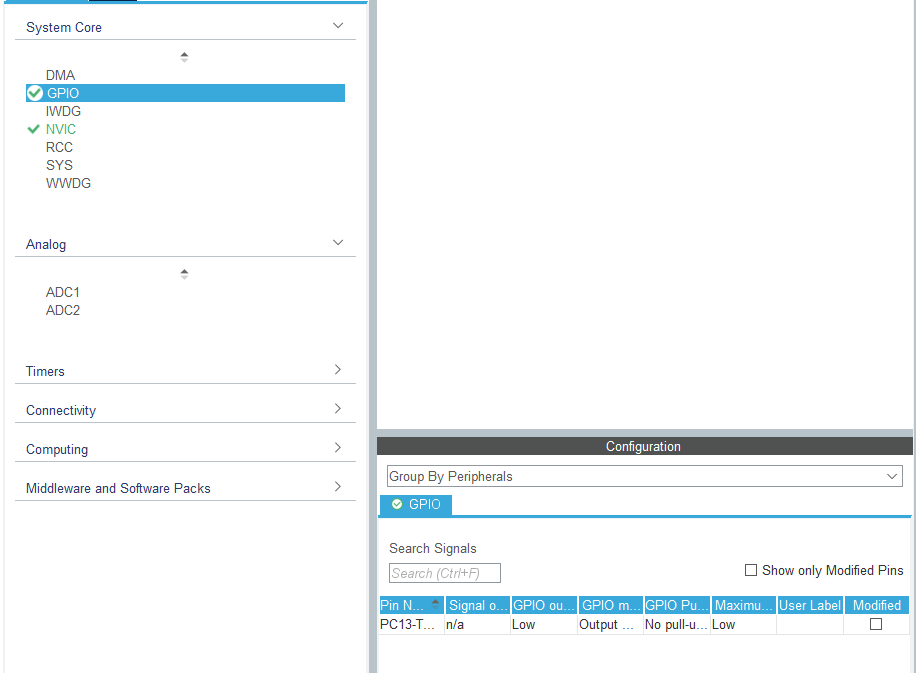 System Core
DMA
GPIO
IWDG
NVIC
RCC
SYS
WWDG
Analog
ADC1
ADC2
Timers
Connectivity
Computing
Middleware and Software Packs
Configuration
Group By Peripherals
GPIO
Search Signals
Search (Ctrl+F)
Show only Modified Pins
Pin N... Signal o... GPIO ou... GPIO m... GPIO Pu... Maximu... User Label Modified
PC13-T... n/a Low Output ... No pull-u... Low